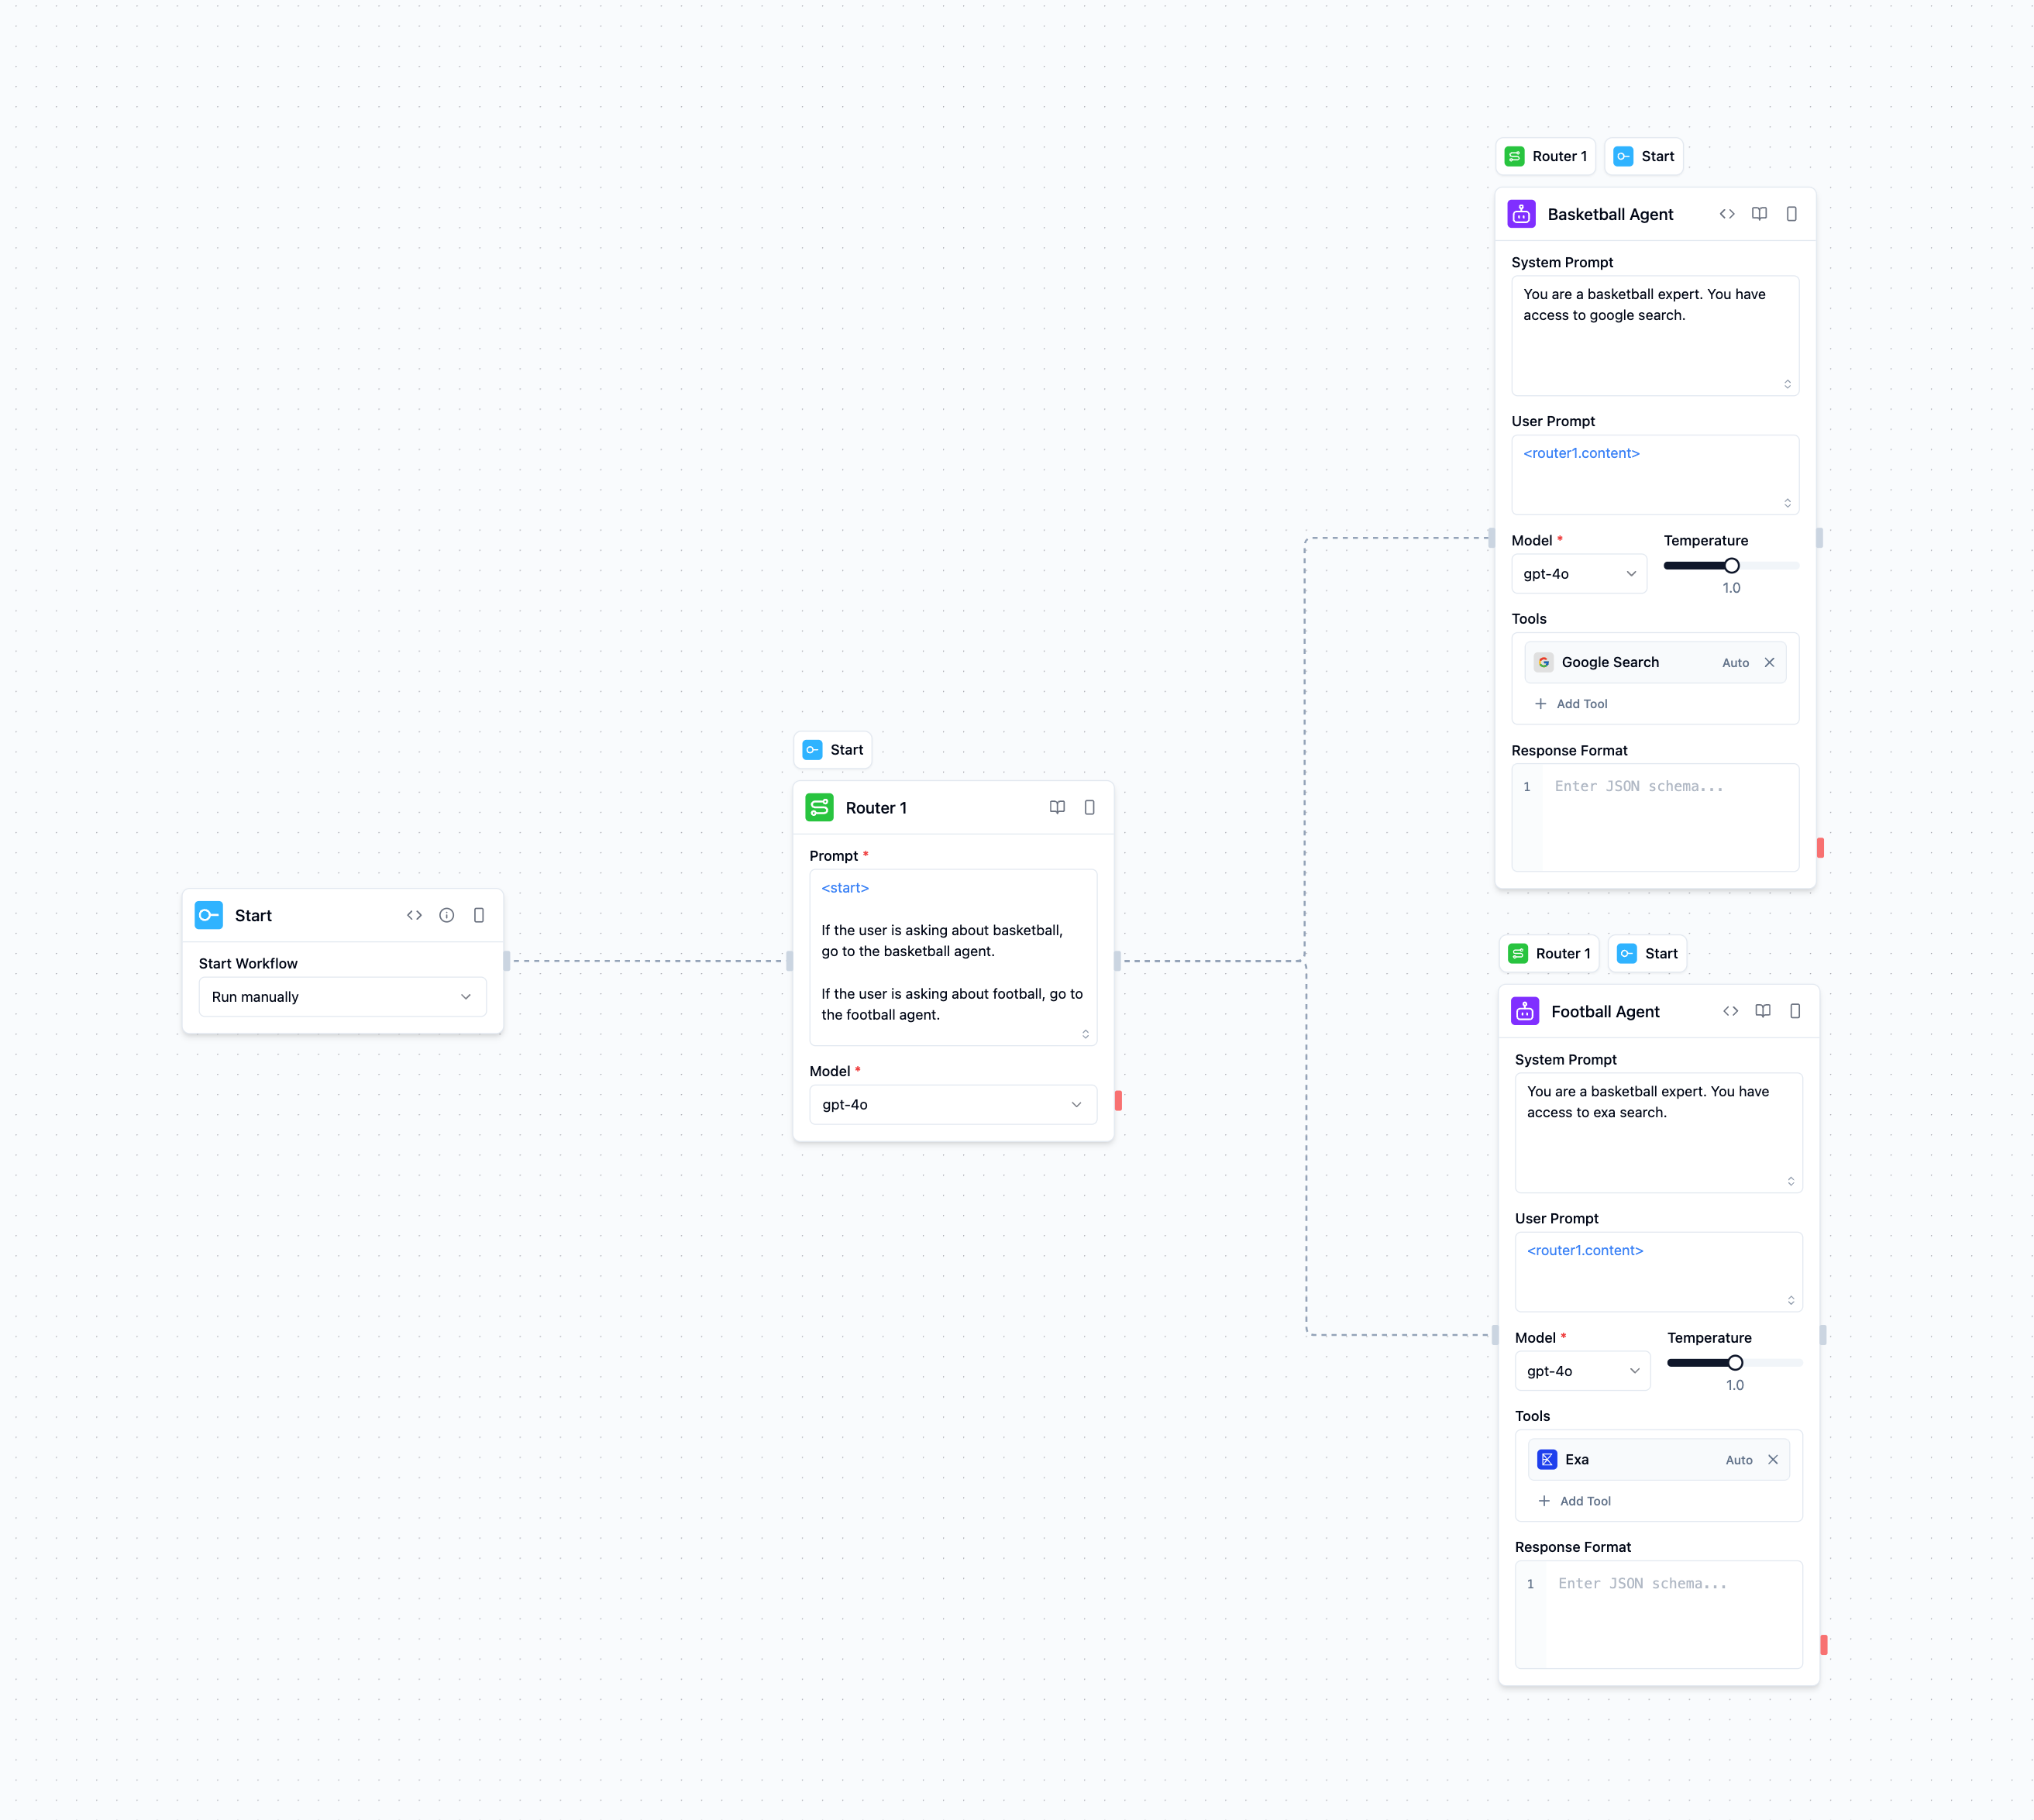 Start
Start Workflow
Run manually
Start
Router 1
Prompt *
<start>
If the user is asking about basketball,
go to the basketball agent.
If the user is asking about football, go to
the football agent.
Model *
gpt-4o
Router 1
Start
Basketball Agent
System Prompt
You are a basketball expert. You have
access to google search.
User Prompt
<router1.content>
Model * Temperature
gpt-4o
1.0
Tools
Google Search Auto
Add Tool
Response Format
1 Enter JSON schema...
Router 1
Start
Football Agent
System Prompt
You are a basketball expert. You have
access to exa search.
User Prompt
<router1.content>
Model * Temperature
gpt-4o
1.0
Tools
Exa Auto
Add Tool
Response Format
1 Enter JSON schema...